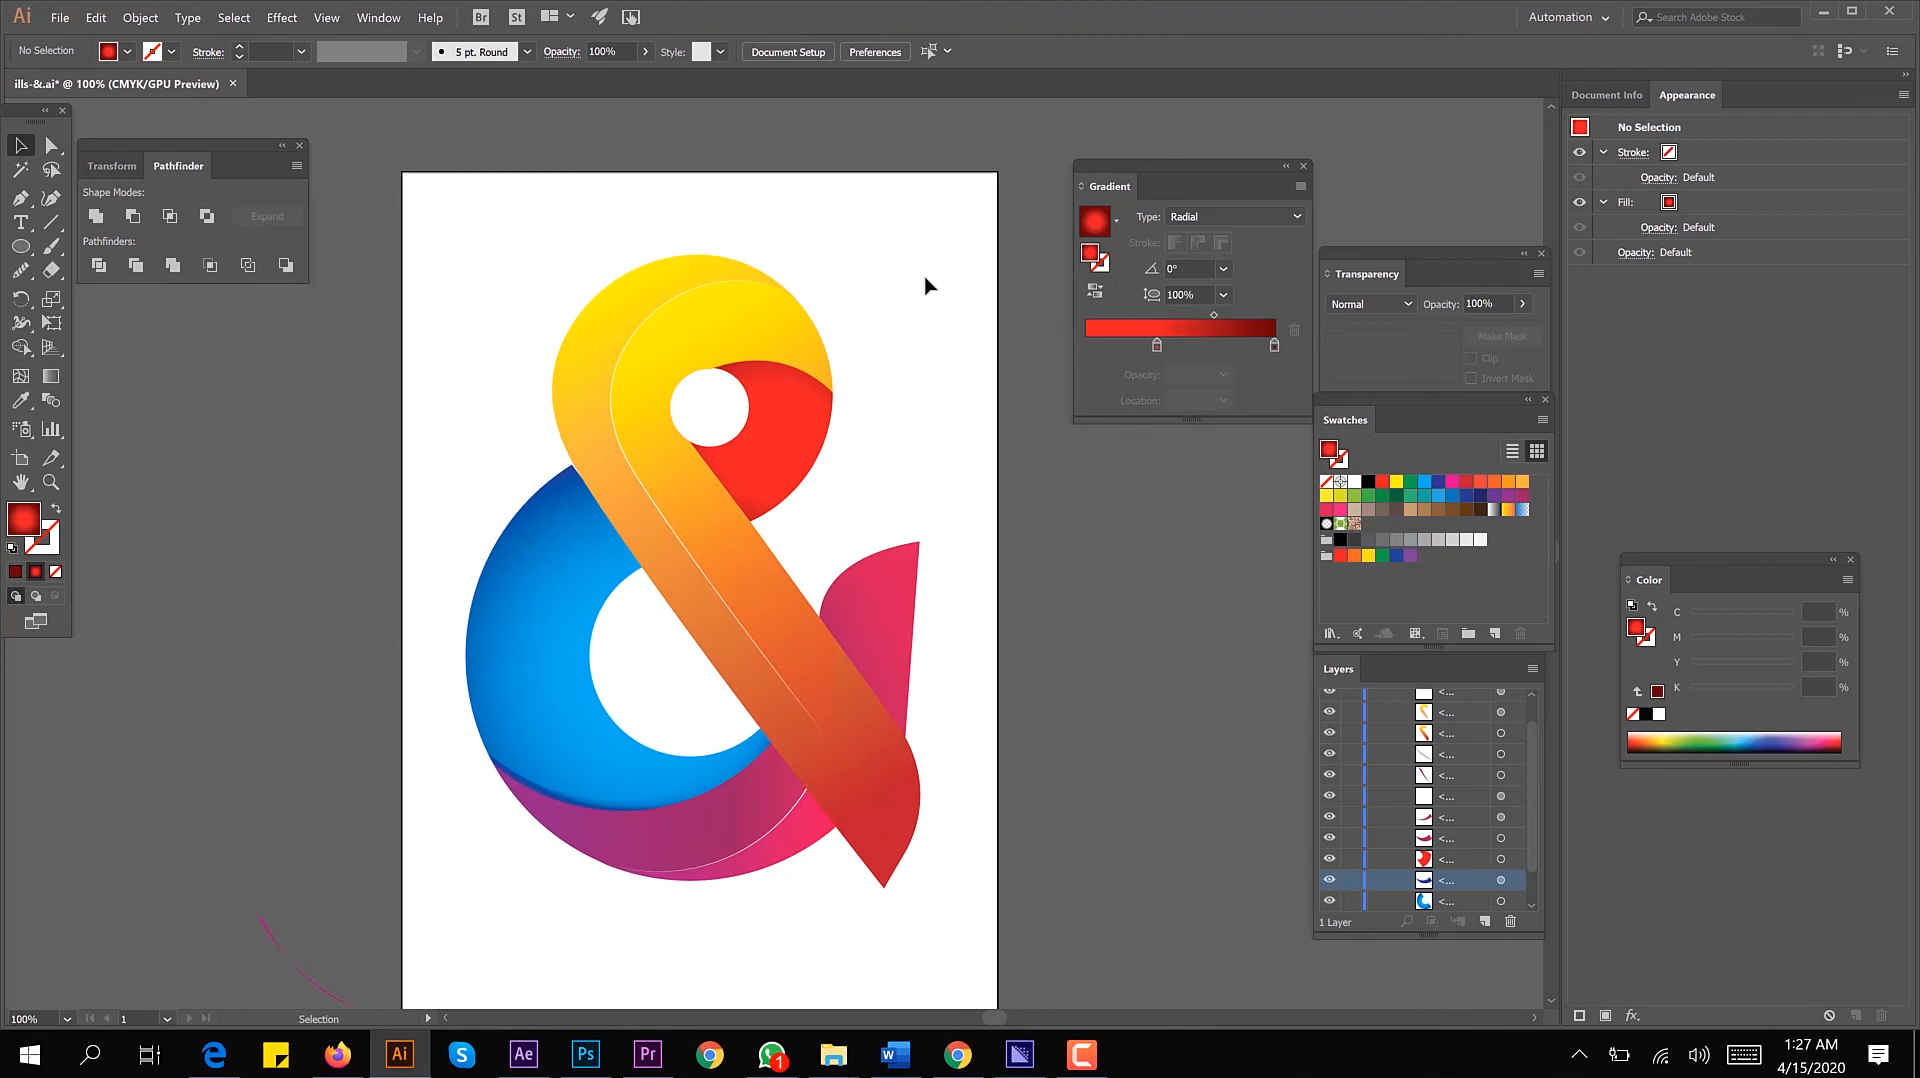 Ai File Edit Object Type Select Effect View Window Help Br St Automation Search Adobe Stock
No Selection Stroke: 5 pt. Round Opacity: 100% Style: Document Setup Preferences
ills-&.ai* @ 100% (CMYK/GPU Preview)
Transform Pathfinder
Shape Modes:
Expand
Pathfinders:
Gradient
Type: Radial
Stroke:
0°
100%
Opacity:
Location:
Transparency
Normal Opacity: 100%
Make Mask
Clip
Invert Mask
Swatches
Layers
<...
<...
<...
<...
<...
<...
<...
<...
<...
<...
<...
1 Layer
Document Info Appearance
No Selection
Stroke:
Opacity: Default
Fill:
Opacity: Default
Opacity: Default
Color
C %
M %
Y %
K %
fx
&
100% 1 Selection
Ai S Ae Ps Pr 1 W C
1:27 AM
4/15/2020